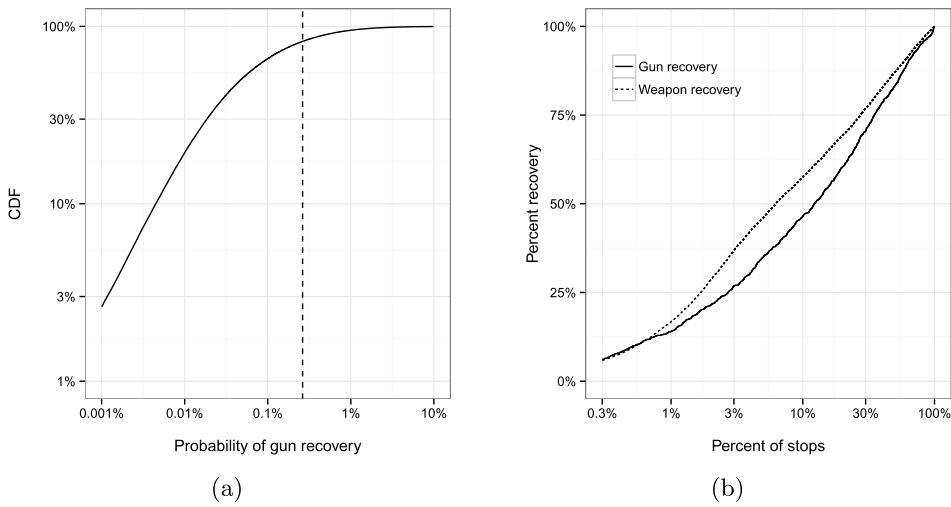 100%
30%
10%
3%
1%
CDF
0.001%
0.01%
0.1%
1%
10%
Probability of gun recovery
(a)
100%
75%
50%
25%
0%
Percent recovery
Gun recovery
Weapon recovery
0.3%
1%
3%
10%
30%
100%
Percent of stops
(b)